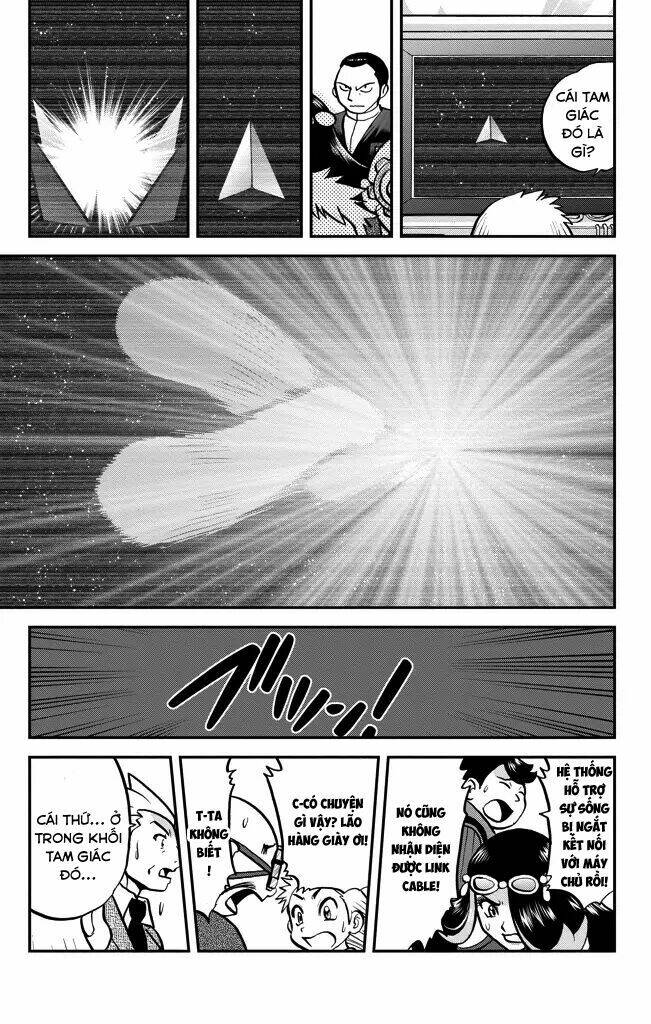 CÁI TAM
GIÁC
ĐÓ LÀ
GÌ?
ブツッ!
HỆ THỐNG
HỖ TRỢ
SỰ SỐNG
BỊ NGẮT
KẾT NỐI
VỚI MÁY
CHỦ RỒI!
NÓ CŨNG
KHÔNG
NHẬN DIỆN
ĐƯỢC LINK
CABLE!
C-CÓ CHUYỆN
GÌ VẬY? LÃO
HÀNG GIÀY ƠI!
T-TA
KHÔNG
BIẾT
!
CÁI THỨ... Ở
TRONG KHỐI
TAM GIÁC
ĐÓ...